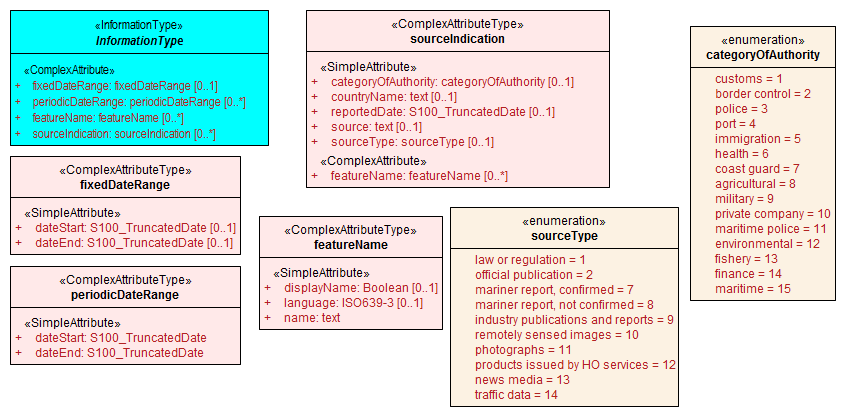 «InformationType»
InformationType
«ComplexAttribute»
+ fixedDateRange: fixedDateRange [0..1]
+ periodicDateRange: periodicDateRange [0..*]
+ featureName: featureName [0..*]
+ sourceIndication: sourceIndication [0..*]
«ComplexAttributeType»
fixedDateRange
«SimpleAttribute»
+ dateStart: S100_TruncatedDate [0..1]
+ dateEnd: S100_TruncatedDate [0..1]
«ComplexAttributeType»
periodicDateRange
«SimpleAttribute»
+ dateStart: S100_TruncatedDate
+ dateEnd: S100_TruncatedDate
«ComplexAttributeType»
sourceIndication
«SimpleAttribute»
+ categoryOfAuthority: categoryOfAuthority [0..1]
+ countryName: text [0..1]
+ reportedDate: S100_TruncatedDate [0..1]
+ source: text [0..1]
+ sourceType: sourceType [0..1]
«ComplexAttribute»
+ featureName: featureName [0..*]
«ComplexAttributeType»
featureName
«SimpleAttribute»
+ displayName: Boolean [0..1]
+ language: ISO639-3 [0..1]
+ name: text
«enumeration»
sourceType
law or regulation = 1
official publication = 2
mariner report, confirmed = 7
mariner report, not confirmed = 8
industry publications and reports = 9
remotely sensed images = 10
photographs = 11
products issued by HO services = 12
news media = 13
traffic data = 14
«enumeration»
categoryOfAuthority
customs = 1
border control = 2
police = 3
port = 4
immigration = 5
health = 6
coast guard = 7
agricultural = 8
military = 9
private company = 10
maritime police = 11
environmental = 12
fishery = 13
finance = 14
maritime = 15